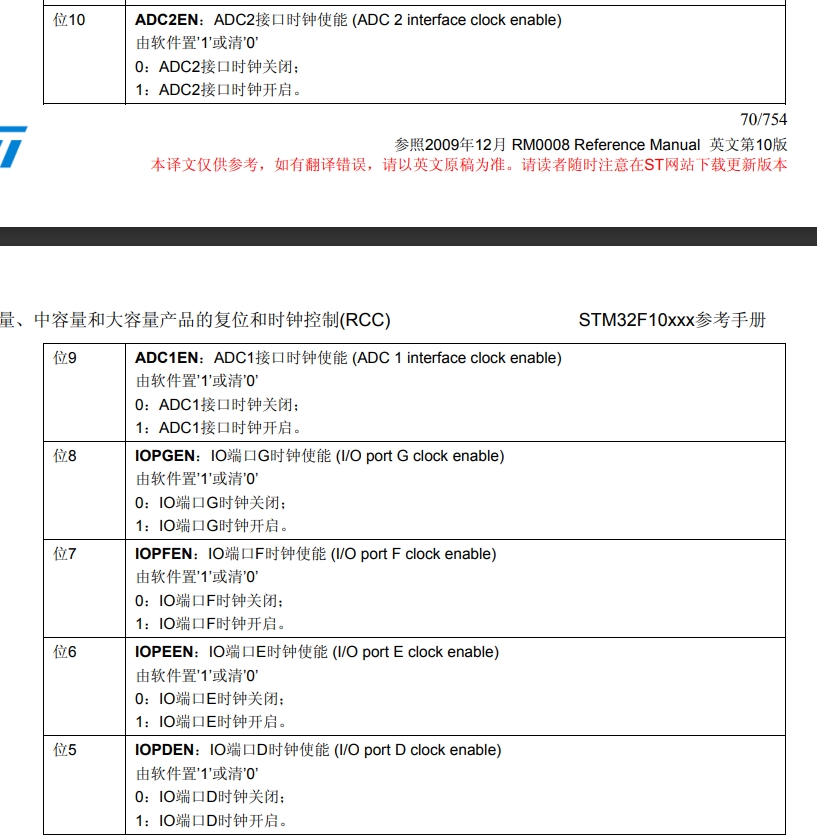 位10
ADC2EN：ADC2接口时钟使能 (ADC 2 interface clock enable)
由软件置’1’或清’0’
0：ADC2接口时钟关闭；
1：ADC2接口时钟开启。
70/754
参照2009年12月 RM0008 Reference Manual 英文第10版
本译文仅供参考，如有翻译错误，请以英文原稿为准。请读者随时注意在ST网站下载更新版本
量、中容量和大容量产品的复位和时钟控制(RCC)
STM32F10xxx参考手册
位9
ADC1EN：ADC1接口时钟使能 (ADC 1 interface clock enable)
由软件置’1’或清’0’
0：ADC1接口时钟关闭；
1：ADC1接口时钟开启。
位8
IOPGEN：IO端口G时钟使能 (I/O port G clock enable)
由软件置’1’或清’0’
0：IO端口G时钟关闭；
1：IO端口G时钟开启。
位7
IOPFEN：IO端口F时钟使能 (I/O port F clock enable)
由软件置’1’或清’0’
0：IO端口F时钟关闭；
1：IO端口F时钟开启。
位6
IOPEEN：IO端口E时钟使能 (I/O port E clock enable)
由软件置’1’或清’0’
0：IO端口E时钟关闭；
1：IO端口E时钟开启。
位5
IOPDEN：IO端口D时钟使能 (I/O port D clock enable)
由软件置’1’或清’0’
0：IO端口D时钟关闭；
1：IO端口D时钟开启。